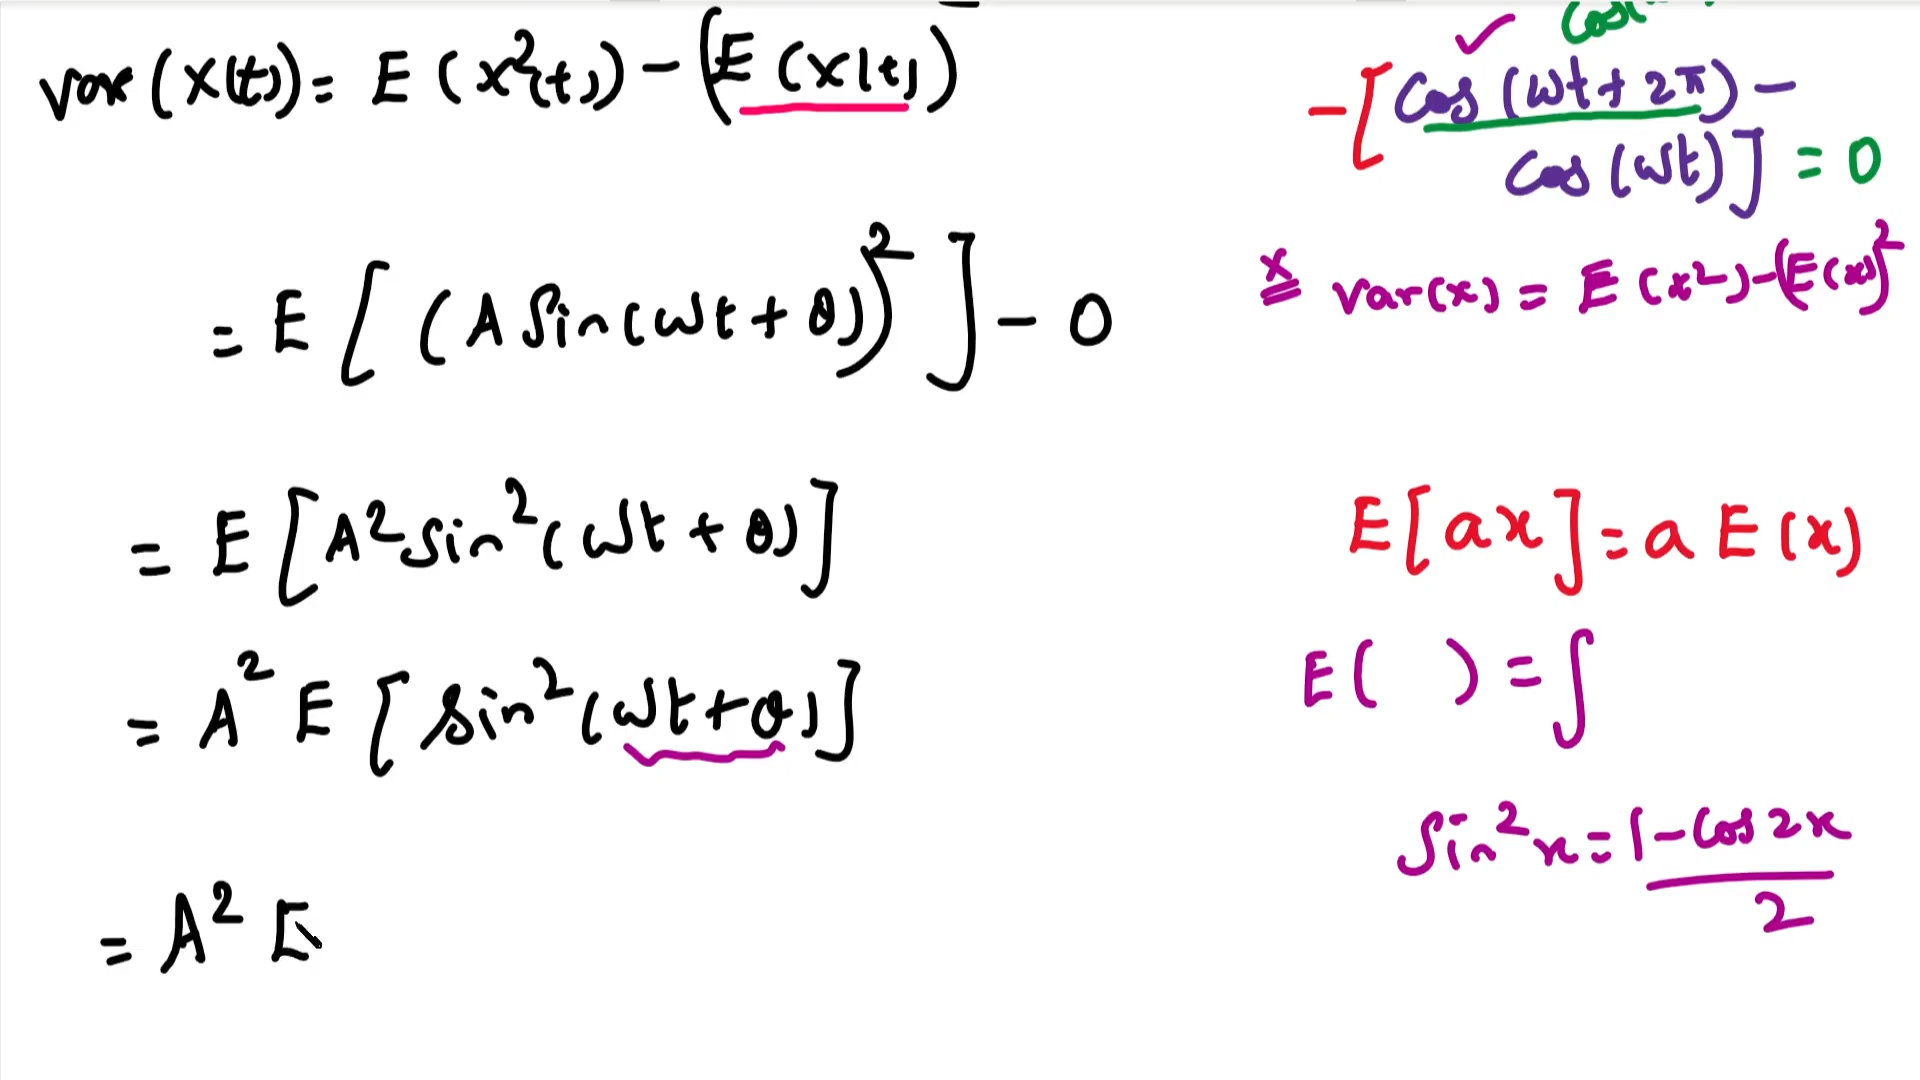 var(X(t)) = E(x²(t)) - (E(x(t))
= E[(A Sin(ωt + θ))²] - 0
= E[A² sin²(ωt + θ)]
= A² E[sin²(ωt + θ)]
= A² E
-[Cos(ωt + 2π) -
Cos(ωt)] = 0
* Var(x) = E(x²) - (E(x))²
E[ax] = a E(x)
E( ) = ∫
Sin²x = 1 - Cos 2x
2